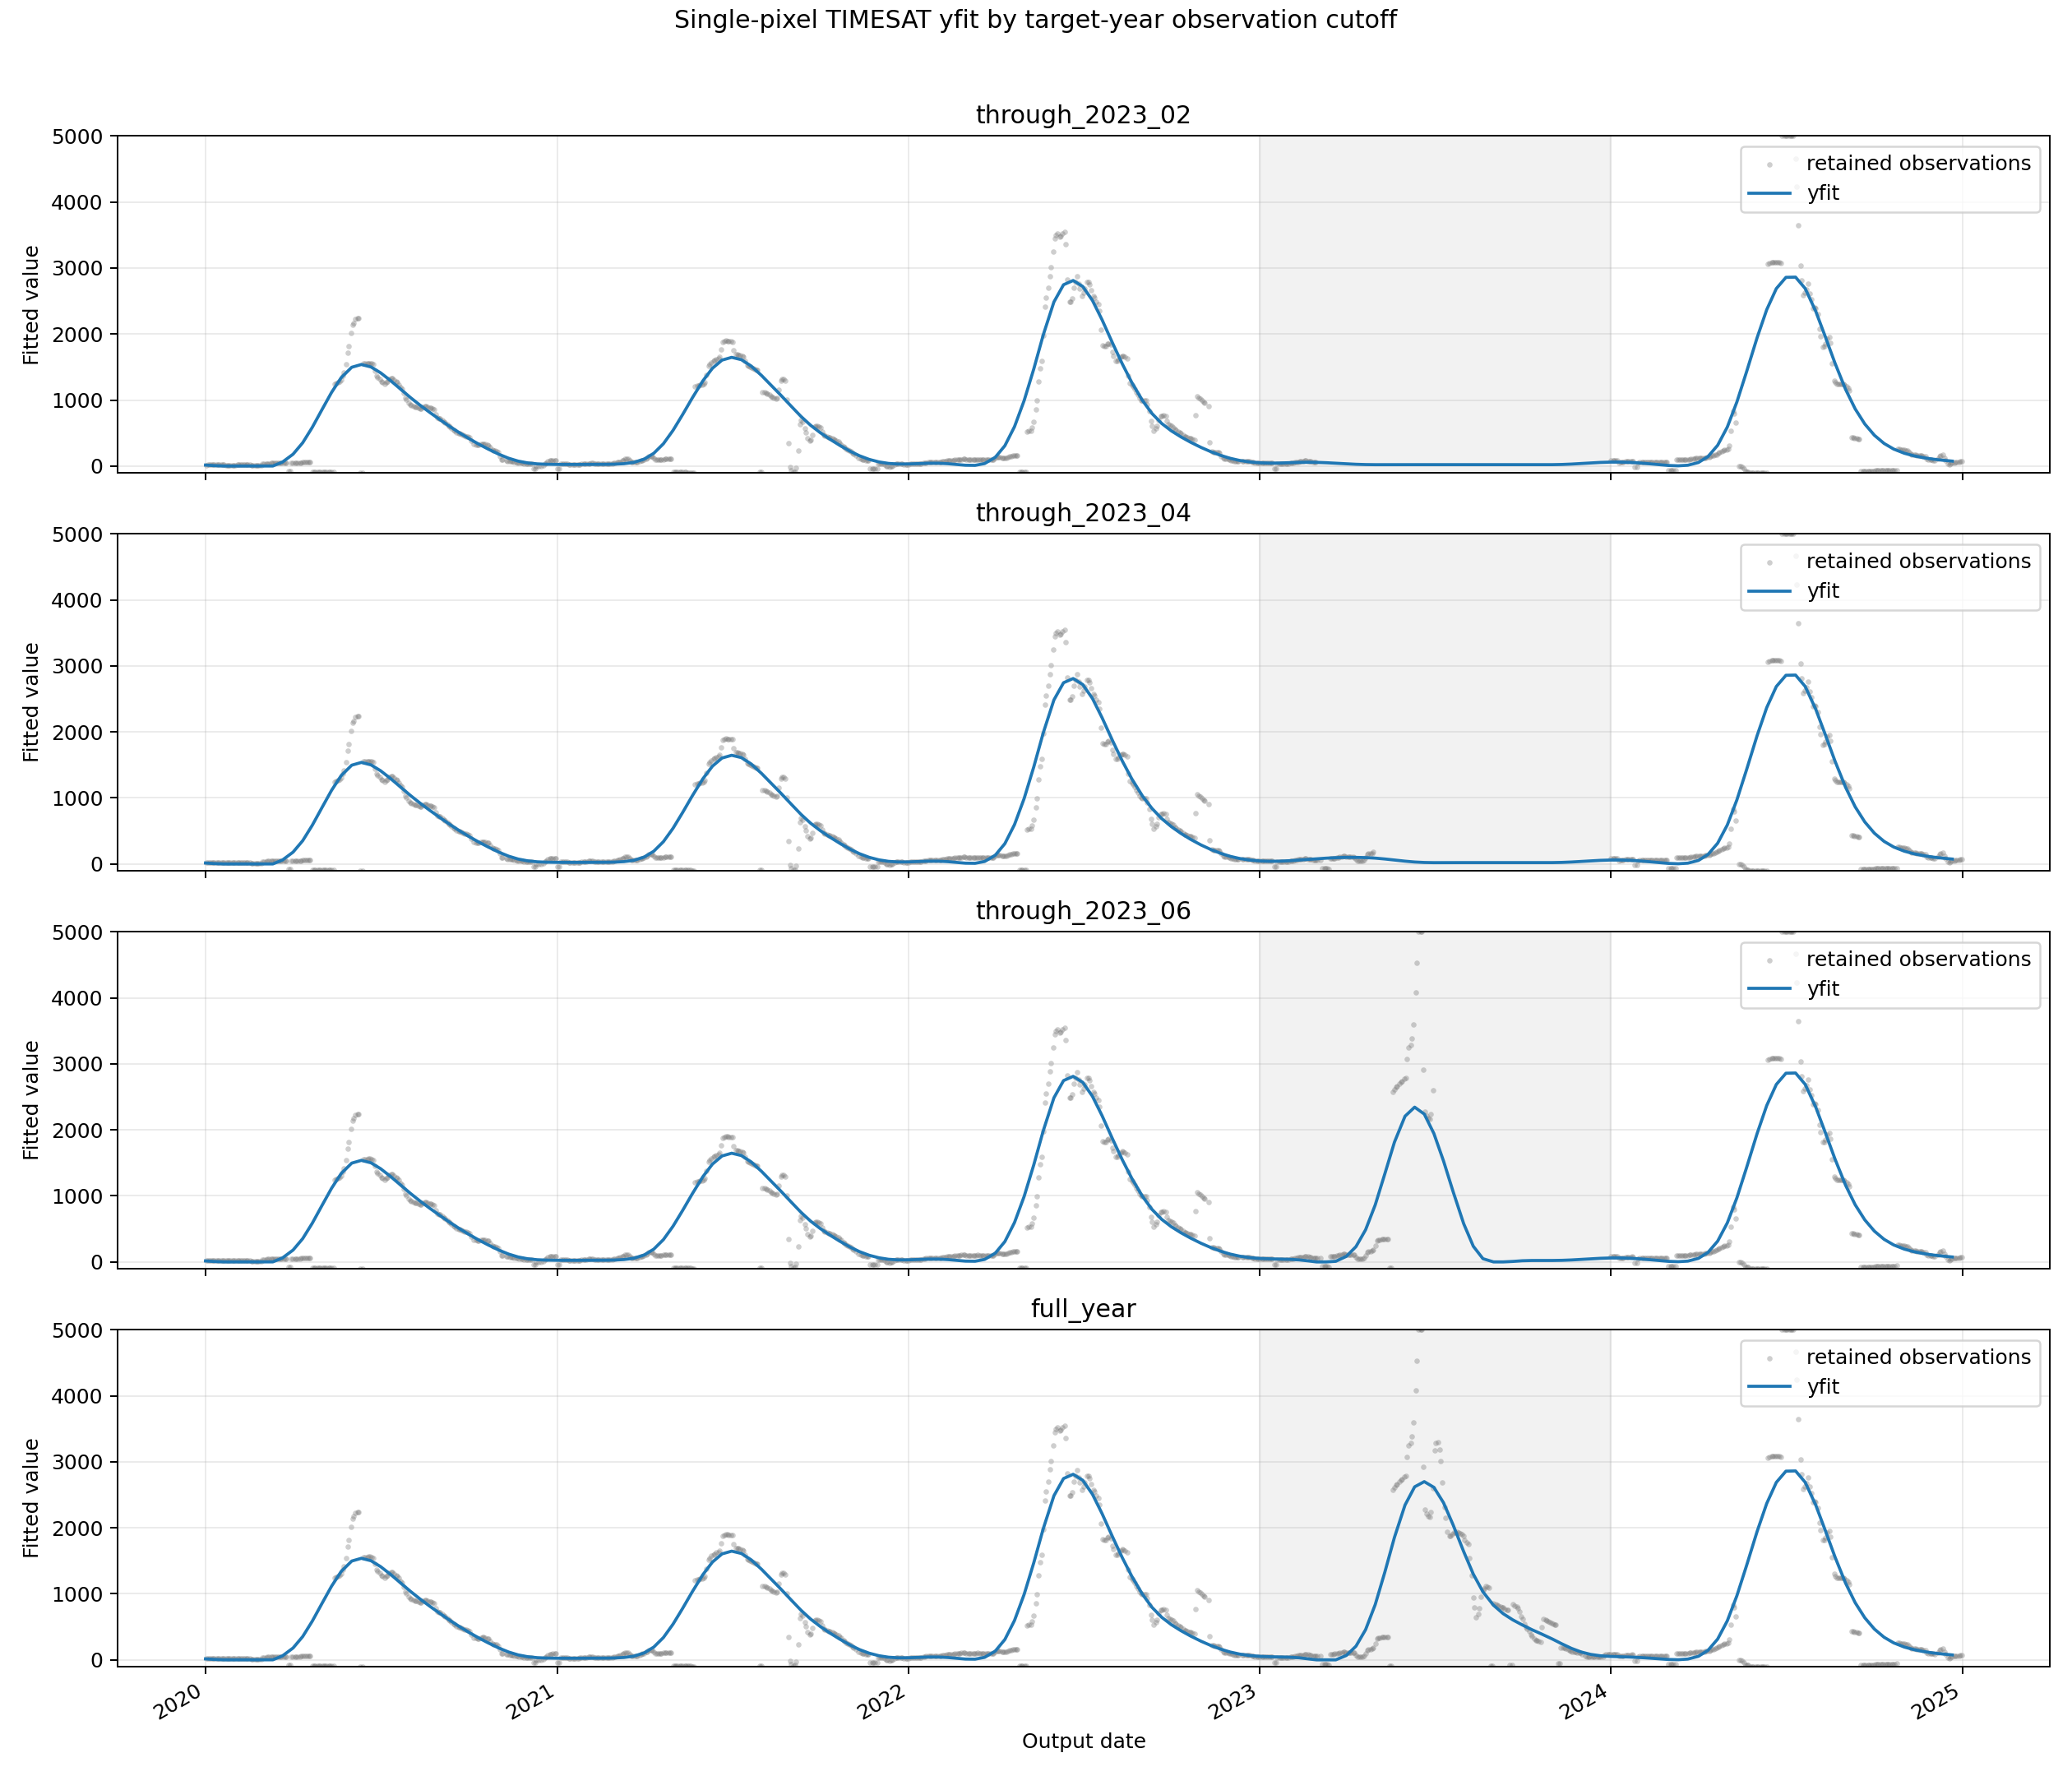 Single-pixel TIMESAT yfit by target-year observation cutoff
through_2023_02
5000
4000
3000
2000
1000
0
Fitted value
retained observations
yfit
through_2023_04
5000
4000
3000
2000
1000
0
Fitted value
retained observations
yfit
through_2023_06
5000
4000
3000
2000
1000
0
Fitted value
retained observations
yfit
full_year
5000
4000
3000
2000
1000
0
Fitted value
retained observations
yfit
2020
2021
2022
2023
2024
2025
Output date